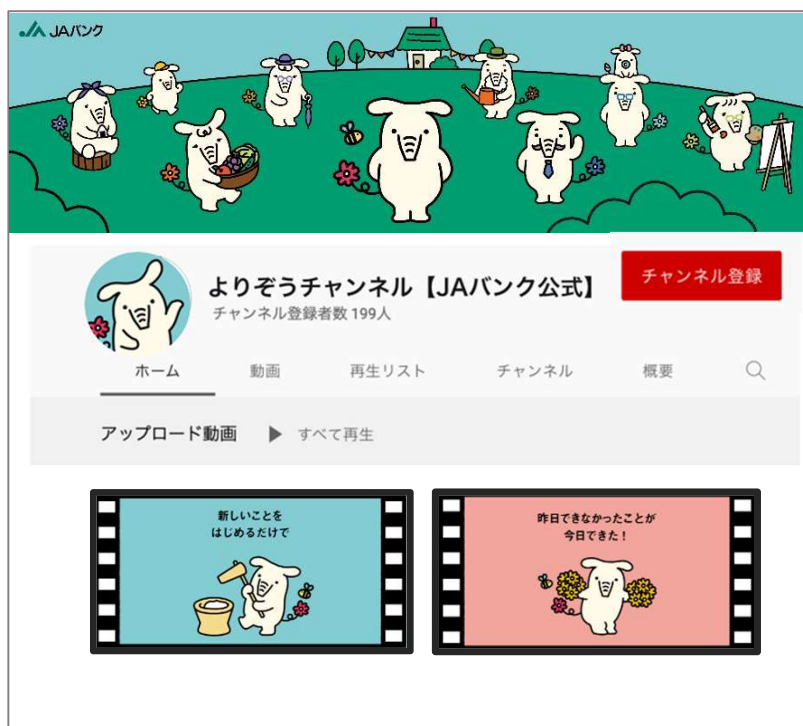 JA JAバンク
よりぞうチャンネル【JAバンク公式】
チャンネル登録
チャンネル登録者数 199人
ホーム 動画 再生リスト チャンネル 概要
アップロード動画 ▶ すべて再生
新しいことを
はじめるだけで
昨日できなかったことが
今日できた!